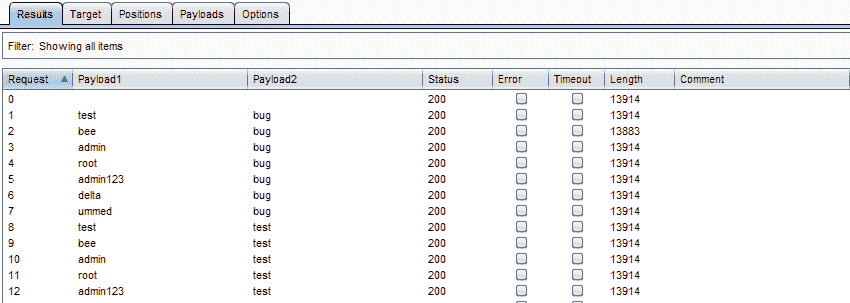 Results Target Positions Payloads Options
Filter: Showing all items
Request Payload1 Payload2 Status Error Timeout Length Comment
0 200 13914
1 test bug 200 13914
2 bee bug 200 13883
3 admin bug 200 13914
4 root bug 200 13914
5 admin123 bug 200 13914
6 delta bug 200 13914
7 ummed bug 200 13914
8 test test 200 13914
9 bee test 200 13914
10 admin test 200 13914
11 root test 200 13914
12 admin123 test 200 13914